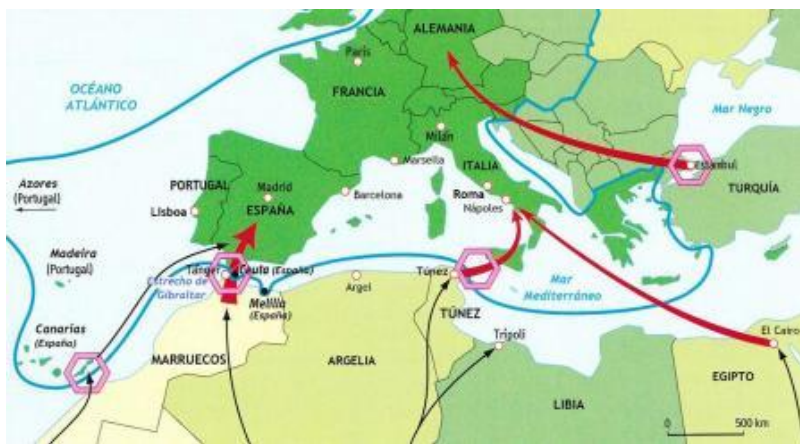 ALEMANIA
París
OCÉANO
ATLÁNTICO
FRANCIA
Mar Negro
Milán
Marsella
ITALIA
Estanbul
Azores
(Portugal)
PORTUGAL
Madrid
Barcelona
Roma
Nápoles
TURQUÍA
Lisboa
ESPAÑA
Madeira
(Portugal)
Tánger
Ceuta (España)
Estrecho de
Gibraltar
Melilla
(España)
Argel
Túnez
Mar
Mediterráneo
Canarias
(España)
TÚNEZ
Trípoli
El Cairo
MARRUECOS
ARGELIA
LIBIA
EGIPTO
0 500 km